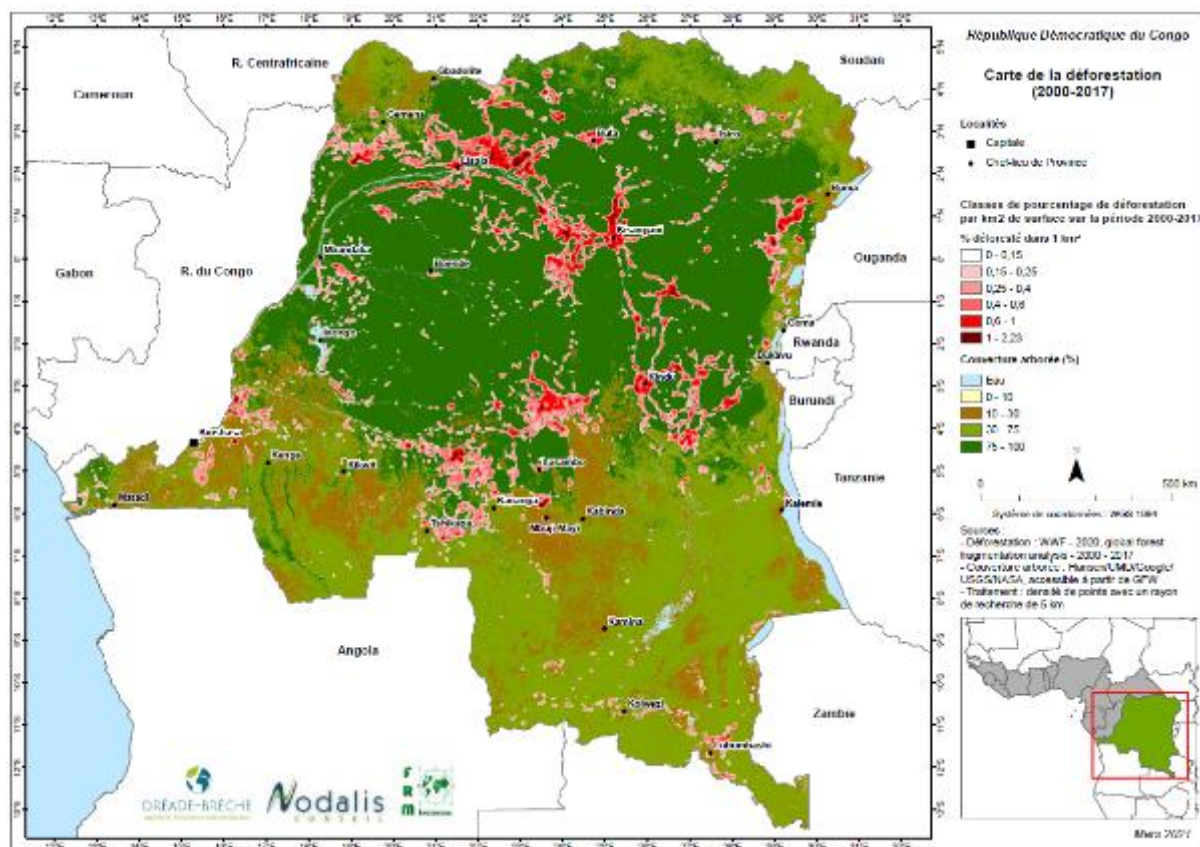 République Démocratique du Congo
Carte de la déforestation
(2000-2017)
Localités
Capitale
Chef-lieu de Province
Classes de pourcentage de déforestation
par km2 de surface sur la période 2000-2017
% déforesté dans 1 km²
0 - 0,15
0,15 - 0,25
0,25 - 0,4
0,4 - 0,6
0,6 - 1
1 - 2,23
Couverture arborée (%)
Eau
0 - 10
10 - 30
30 - 75
75 - 100
N
0
500 km
Système de coordonnées : WGS 1984
Sources :
- Déforestation : WWF - 2020, global forest
fragmentation analysis - 2000 - 2017
- Couverture arborée : Hansen/UMD/Google/
USGS/NASA, accessible à partir de GFW
- Traitement : densité de points avec un rayon
de recherche de 5 km
Mars 2021
R. Centrafricaine
Soudan
Cameroun
Gabon
R. du Congo
Ouganda
Rwanda
Burundi
Tanzanie
Angola
Zambie
Gbadolite
Gemena
Lisala
Buta
Isiro
Bunia
Kisangani
Mbandaka
Boende
Inongo
Goma
Bukavu
Kindu
Kinshasa
Kenge
Kikwit
Matadi
Lusambo
Kananga
Tshikapa
Mbuji-Mayi
Kabinda
Kalemie
Kamina
Kolwezi
Lubumbashi
ORÉADE-BRÈCHE
Nodalis
CONSEIL
F
R
M